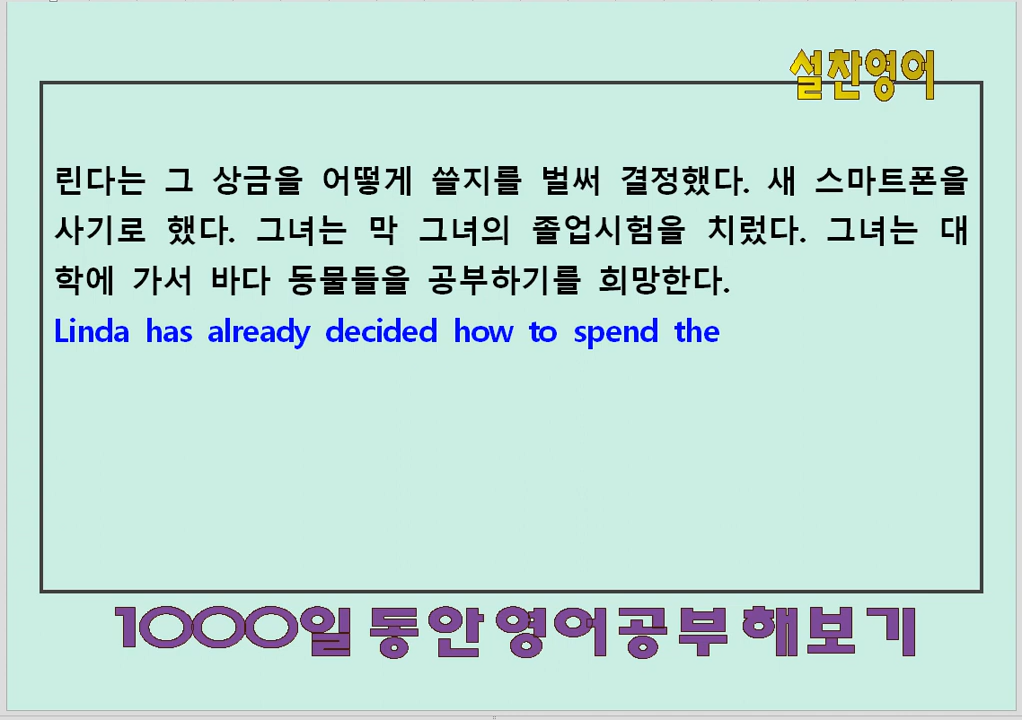 설찬영어
린다는 그 상금을 어떻게 쓸지를 벌써 결정했다. 새 스마트폰을
사기로 했다. 그녀는 막 그녀의 졸업시험을 치렀다. 그녀는 대
학에 가서 바다 동물들을 공부하기를 희망한다.
Linda has already decided how to spend the
1000일 동안 영어공부 해보기